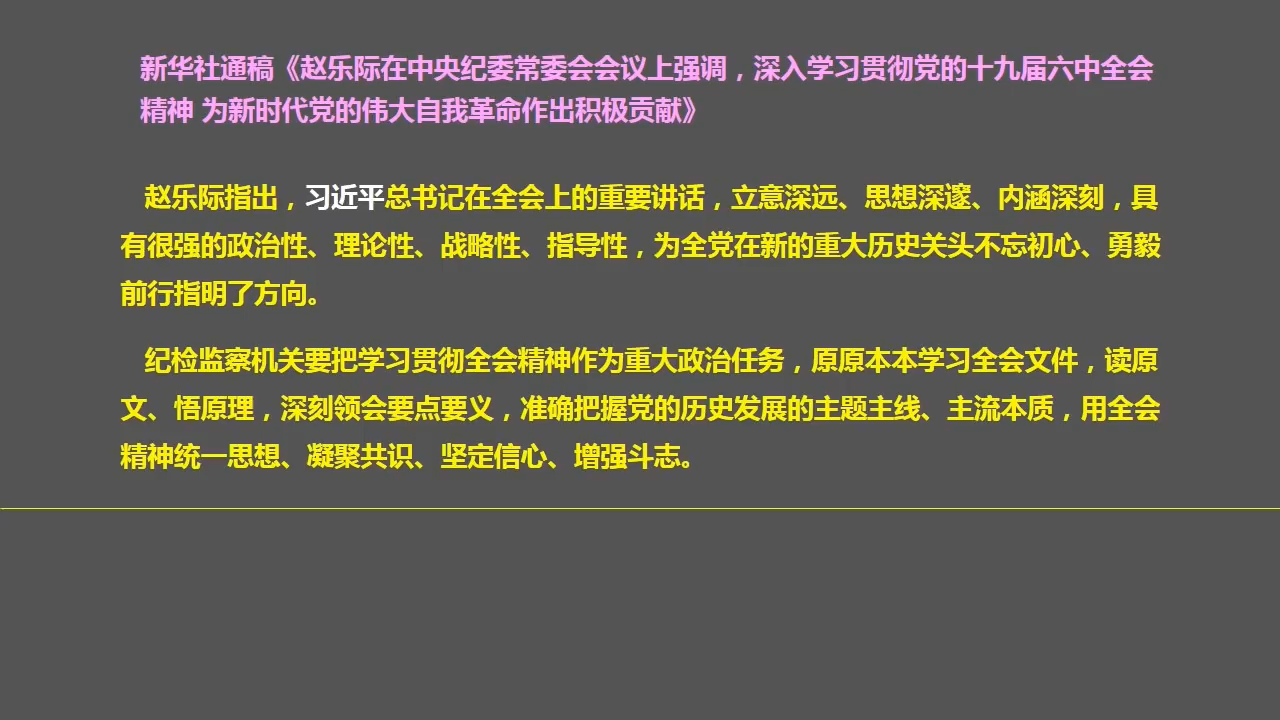 新华社通稿《赵乐际在中央纪委常委会会议上强调，深入学习贯彻党的十九届六中全会
精神 为新时代党的伟大自我革命作出积极贡献》
赵乐际指出，习近平总书记在全会上的重要讲话，立意深远、思想深邃、内涵深刻，具
有很强的政治性、理论性、战略性、指导性，为全党在新的重大历史关头不忘初心、勇毅
前行指明了方向。
纪检监察机关要把学习贯彻全会精神作为重大政治任务，原原本本学习全会文件，读原
文、悟原理，深刻领会要点要义，准确把握党的历史发展的主题主线、主流本质，用全会
精神统一思想、凝聚共识、坚定信心、增强斗志。